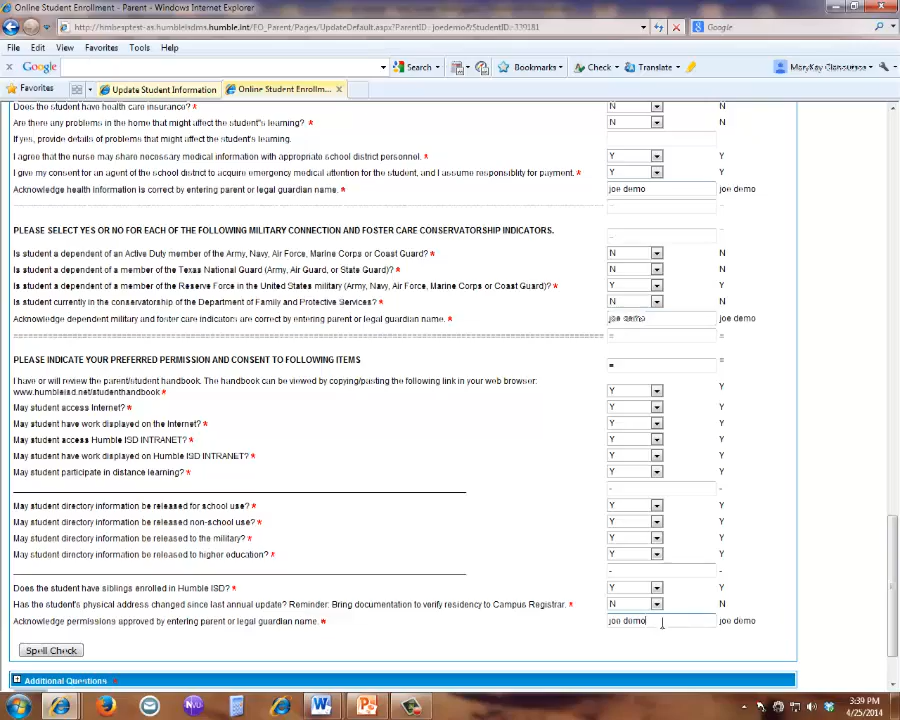 Online Student Enrollment - Parent - Windows Internet Explorer
http://hmbesptest-as.humbleisdms.humble.int/EO_Parent/Pages/UpdateDefault.aspx?ParentID=joedemo&StudentID=339181
Google
File Edit View Favorites Tools Help
Google Search Bookmarks Check Translate
Favorites Update Student Information Online Student Enrollm...
Does the student have health care insurance? * N N
Are there any problems in the home that might affect the student"s learning? * N N
If yes, provide details of problems that might affect the student's learning.
I agree that the nurse may share necessary medical information with appropriate school district personnel. * Y Y
I give my consent for an agent of the school district to acquire emergency medical attention for the student, and I assume responsiblity for payment. * Y Y
Acknowledge health information is correct by entering parent or legal guardian name. * joe demo joe demo
PLEASE SELECT YES OR NO FOR EACH OF THE FOLLOWING MILITARY CONNECTION AND FOSTER CARE CONSERVATORSHIP INDICATORS.
Is student a dependent of an Active Duty member of the Army, Navy, Air Force, Marine Corps or Coast Guard? * N N
Is student a dependent of a member of the Texas National Guard (Army, Air Guard, or State Guard)? * N N
Is student a dependent of a member of the Reserve Force in the United States military (Army, Navy, Air Force, Marine Corps or Coast Guard)? * Y Y
Is student currently in the conservatorship of the Department of Family and Protective Services? * N N
Acknowledge dependent military and foster care indicators are correct by entering parent or legal guardian name. * joe demo joe demo
= =
PLEASE INDICATE YOUR PREFERRED PERMISSION AND CONSENT TO FOLLOWING ITEMS = =
I have or will review the parent/student handbook. The handbook can be viewed by copying/pasting the following link in your web browser:
www.humbleisd.net/studenthandbook * Y Y
May student access Internet? * Y Y
May student have work displayed on the Internet? * Y Y
May student access Humble ISD INTRANET? * Y Y
May student have work displayed on Humble ISD INTRANET? * Y Y
May student participate in distance learning? * Y Y
- -
May student directory information be released for school use? * Y Y
May student directory information be released non-school use? * Y Y
May student directory information be released to the military? * Y Y
May student directory information be released to higher education? * Y Y
- -
Does the student have siblings enrolled in Humble ISD? * Y Y
Has the student's physical address changed since last annual update? Reminder: Bring documentation to verify residency to Campus Registrar. * N N
Acknowledge permissions approved by entering parent or legal guardian name. * joe demo joe demo
Spell Check
Additional Questions *
3:39 PM
4/25/2014